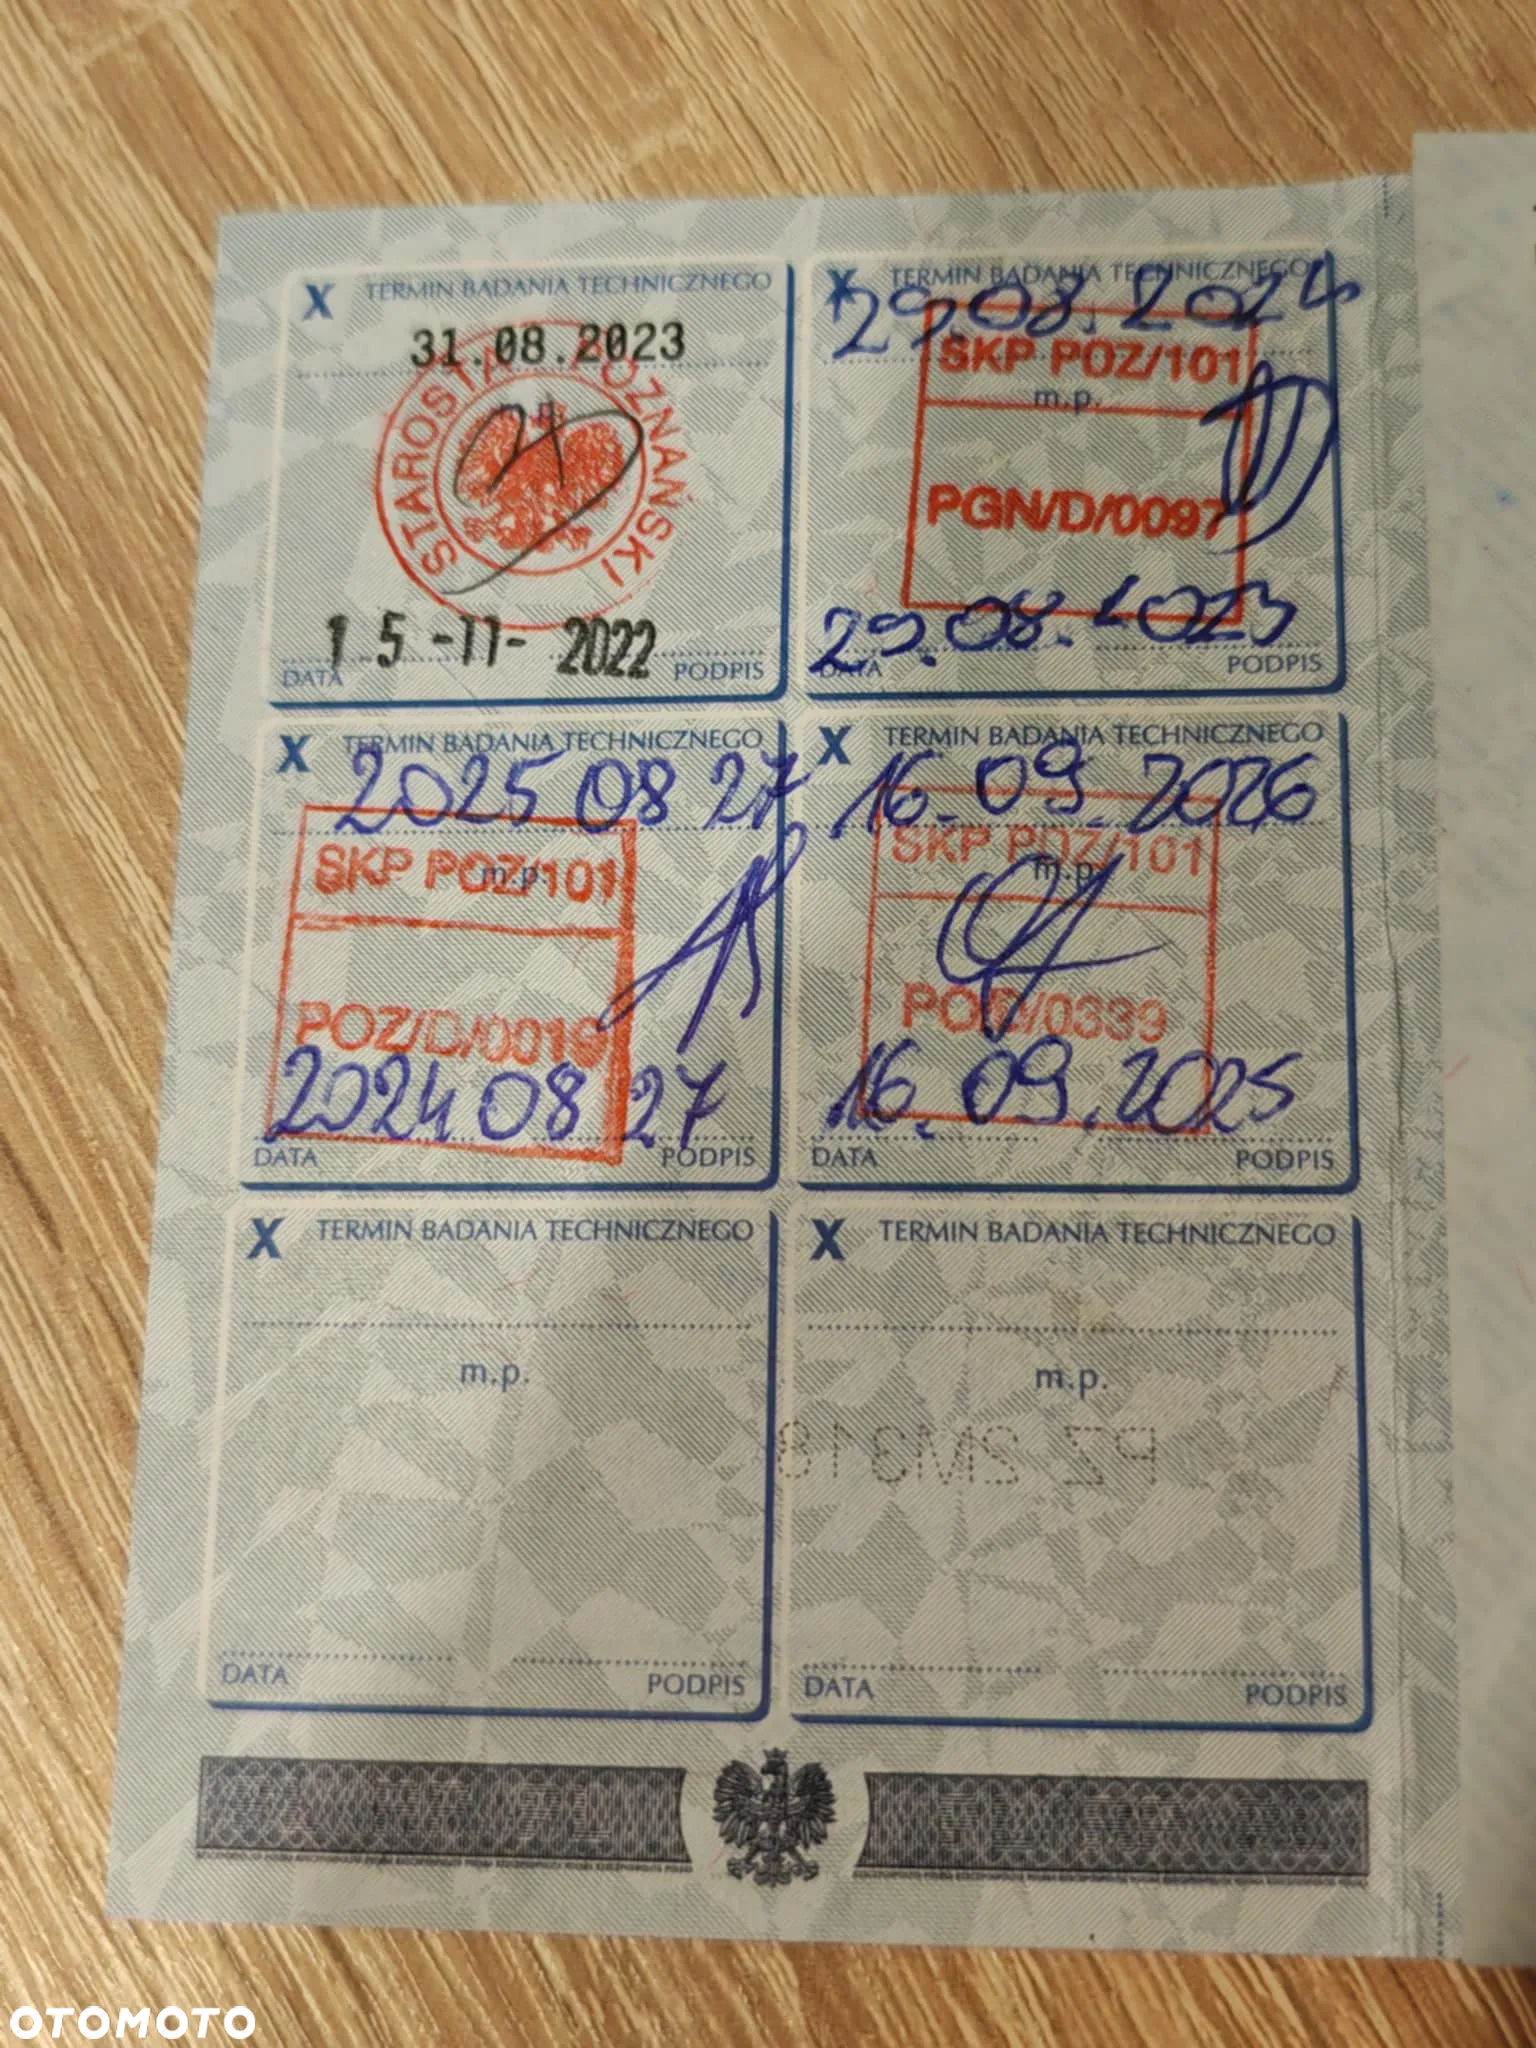 X TERMIN BADANIA TECHNICZNEGO
31.08.2023
STAROSTA POZNAŃSKI
15 -11- 2022
DATA PODPIS
X TERMIN BADANIA TECHNICZNEGO
29.08.2024
SKP POZ/101
m.p.
PGN/D/0097
29.08.2023
DATA PODPIS
X TERMIN BADANIA TECHNICZNEGO
2025 08 27
SKP POZ/101
m.p.
POZ/D/0019
2024 08 27
DATA PODPIS
X TERMIN BADANIA TECHNICZNEGO
16.09.2026
SKP POZ/101
m.p.
16.09.2025
DATA PODPIS
X TERMIN BADANIA TECHNICZNEGO
m.p.
DATA PODPIS
X TERMIN BADANIA TECHNICZNEGO
m.p.
PZ 2M318
DATA PODPIS
OTOMOTO